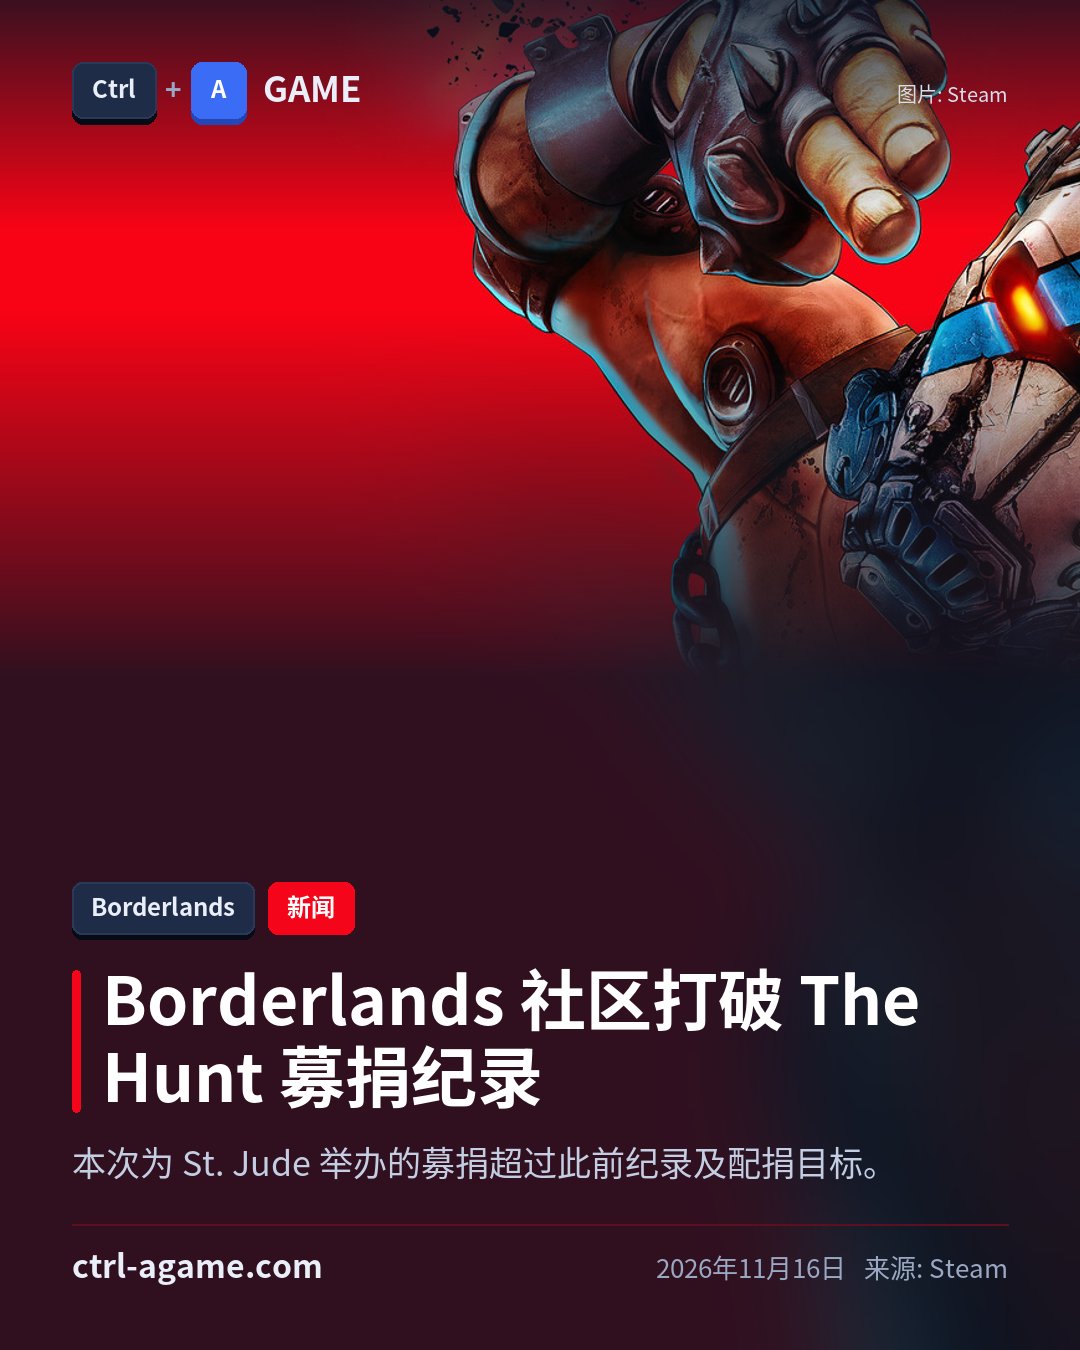 Ctrl + A GAME
图片: Steam
Borderlands 新闻
Borderlands 社区打破 The
Hunt 募捐纪录
本次为 St. Jude 举办的募捐超过此前纪录及配捐目标。
ctrl-agame.com
2026年11月16日 来源: Steam